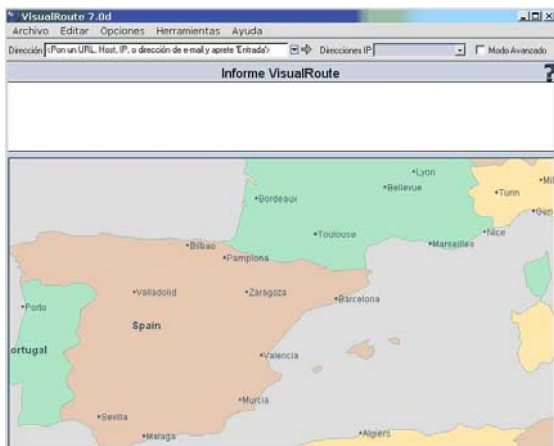 VisualRoute 7.0d
Archivo Editar Opciones Herramientas Ayuda
Dirección <Pon un URL, Host, IP, o dirección de e-mail y aprete 'Entrada'> Direcciones IP Modo Avanzado
Informe VisualRoute ?
Lyon
Bellevue
Turin
Mil
Bordeaux
Gen
Toulouse
Nice
Marseilles
Bilbao
Pamplona
Valladolid
Zaragoza
Barcelona
Porto
Spain
ortugal
Valencia
Murcia
Sevilla
Malaga
Algiers